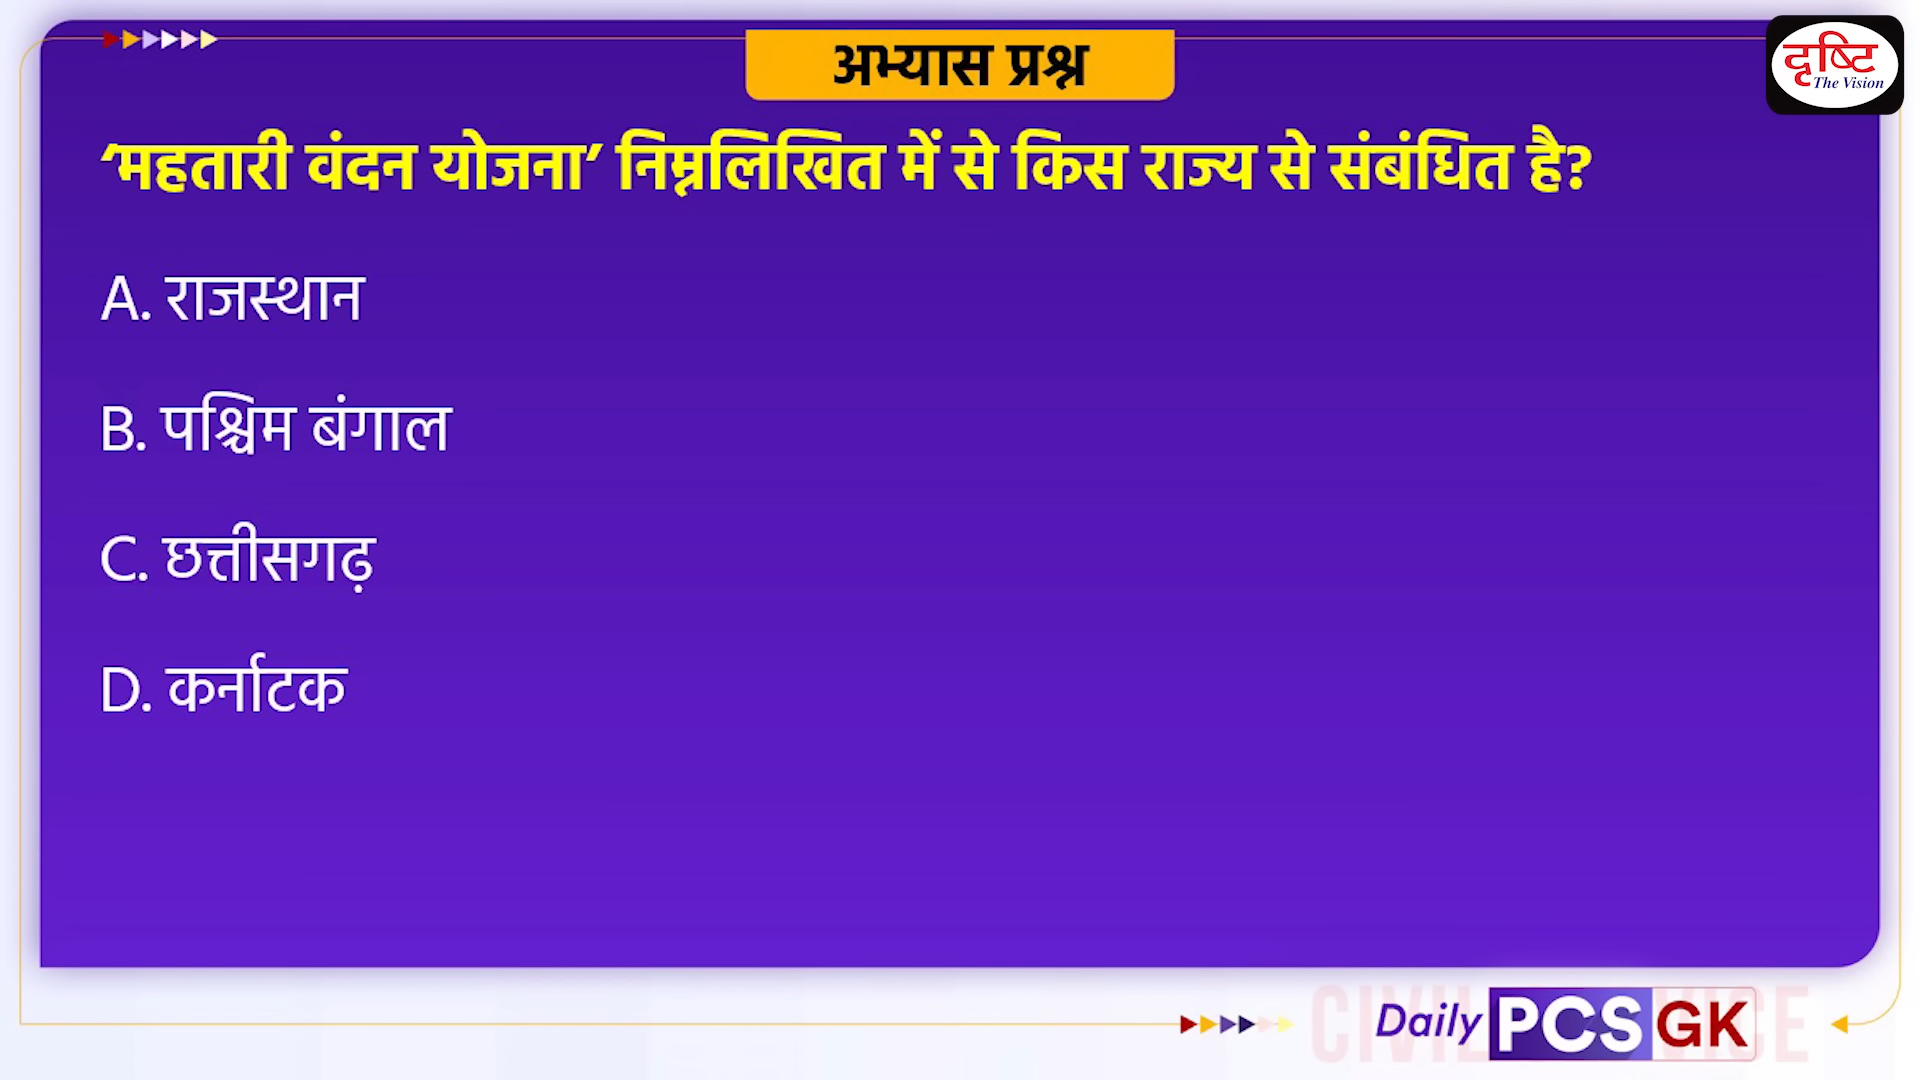 अभ्यास प्रश्न
दृष्टि
The Vision
‘महतारी वंदन योजना’ निम्नलिखित में से किस राज्य से संबंधित है?
A. राजस्थान
B. पश्चिम बंगाल
C. छत्तीसगढ़
D. कर्नाटक
Daily PCS GK